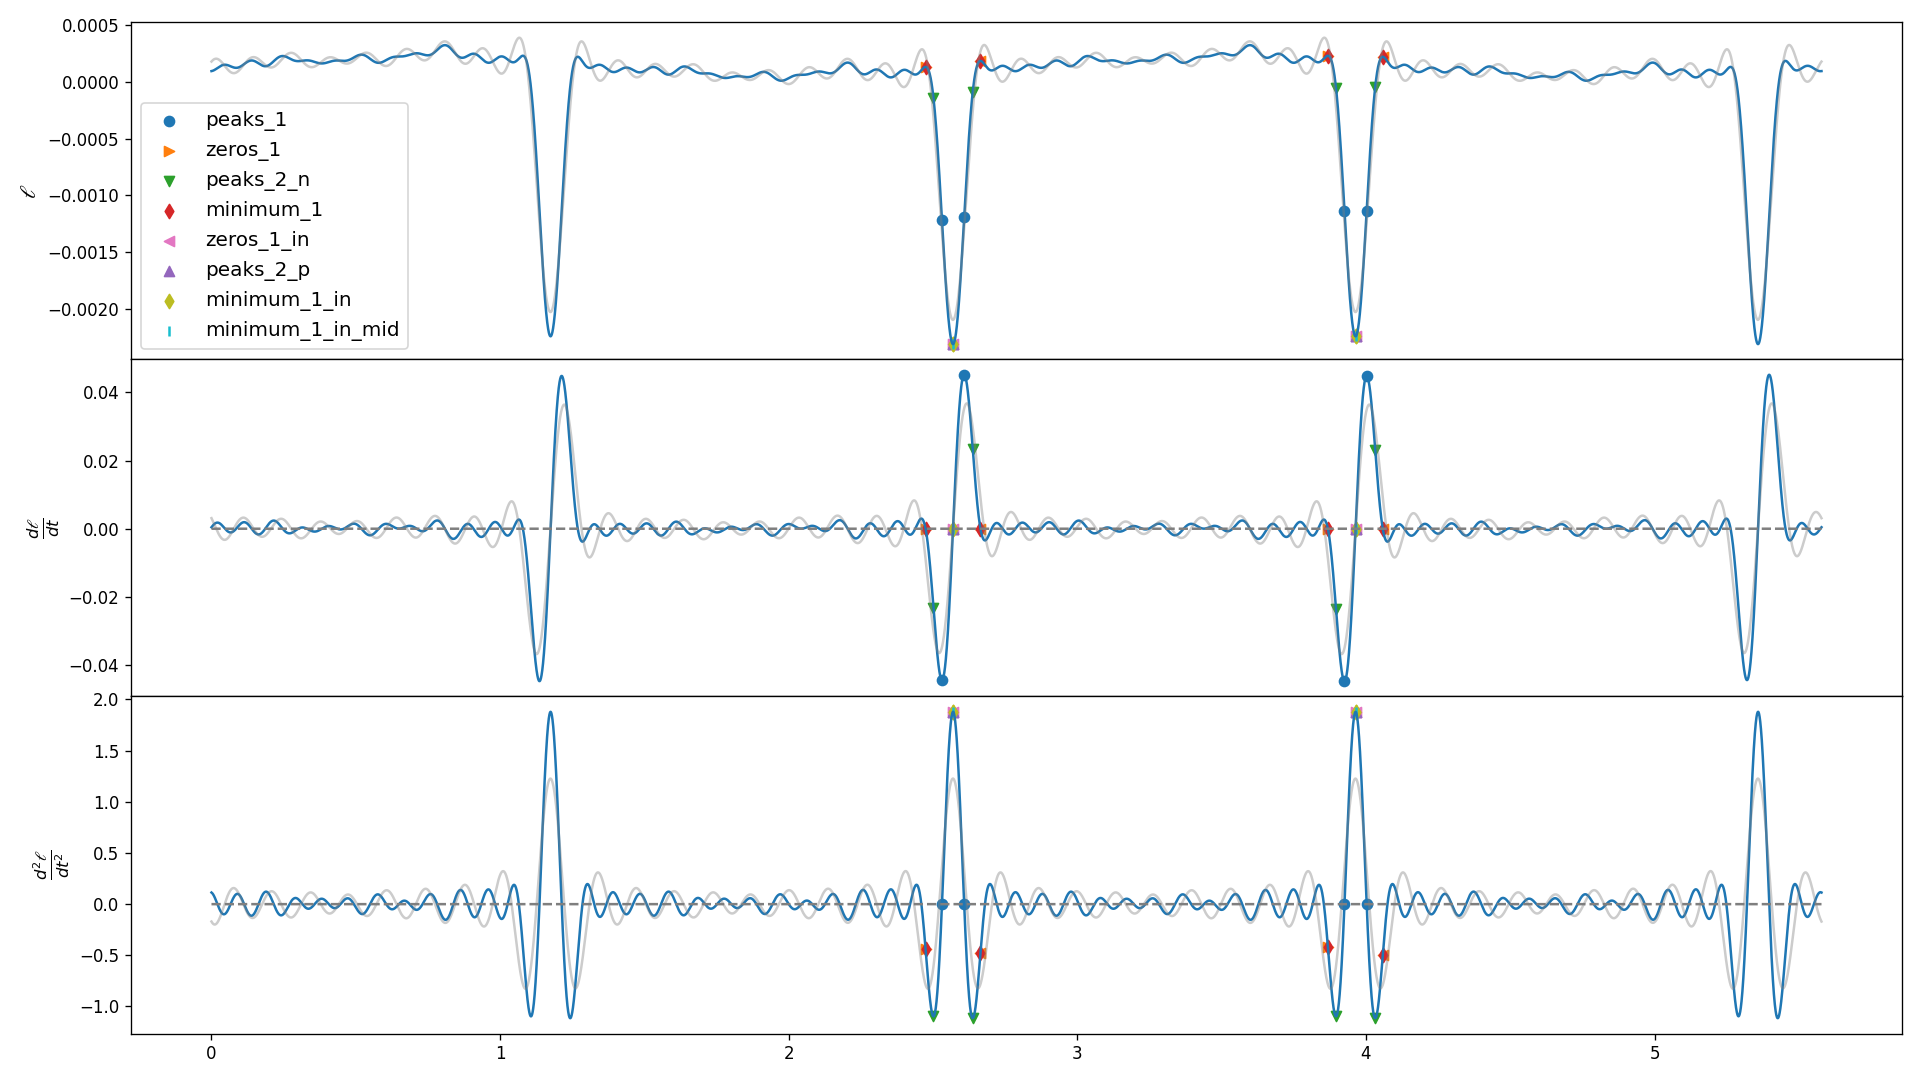 0.0005
0.0000
−0.0005
−0.0010
−0.0015
−0.0020
ℓ
peaks_1
zeros_1
peaks_2_n
minimum_1
zeros_1_in
peaks_2_p
minimum_1_in
minimum_1_in_mid
0.04
0.02
0.00
−0.02
−0.04
dℓ
dt
2.0
1.5
1.0
0.5
0.0
−0.5
−1.0
d²ℓ
dt²
0 1 2 3 4 5